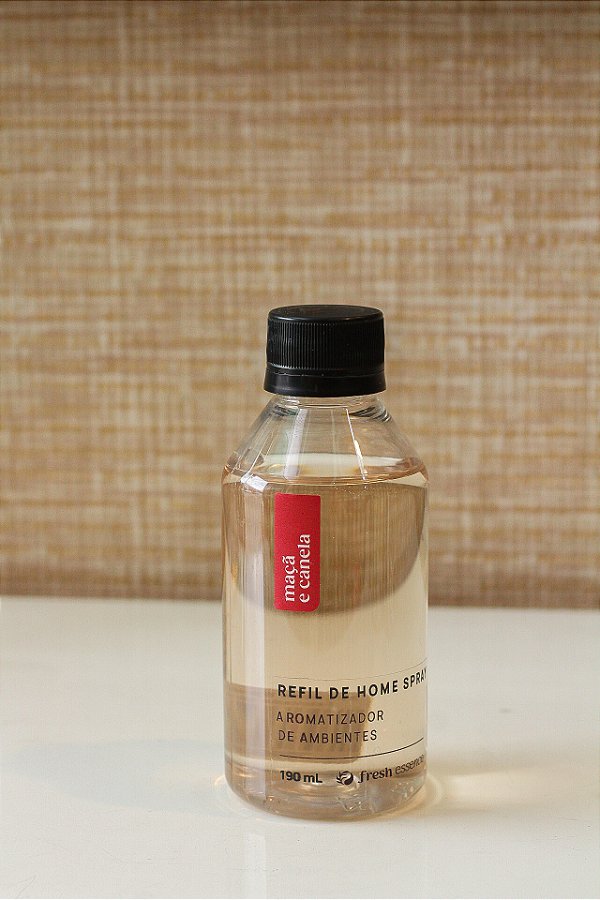 maçã
e canela
REFIL DE HOME SPRAY
AROMATIZADOR
DE AMBIENTES
190 mL fresh essence